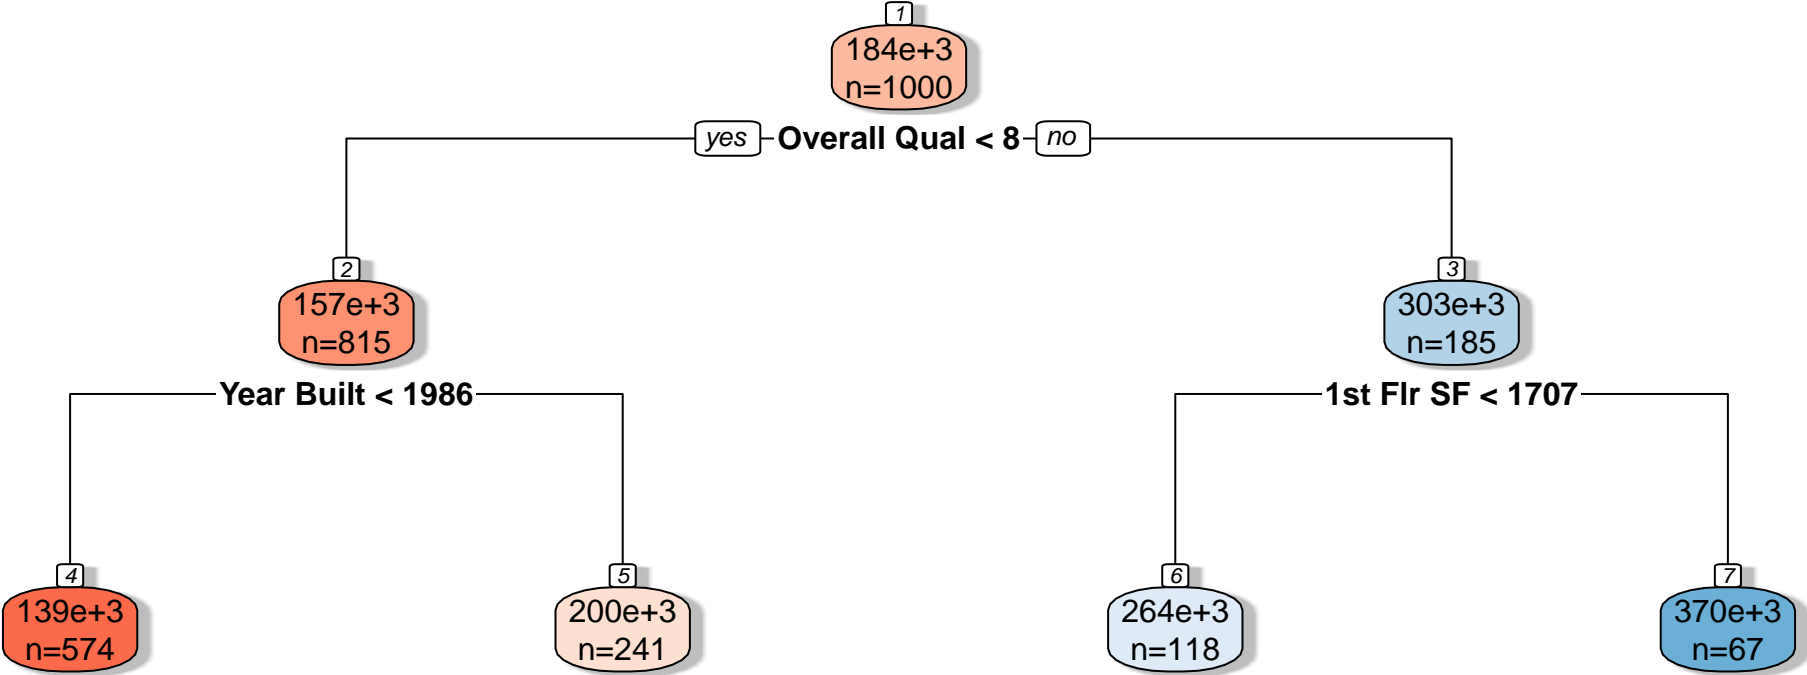 1
184e+3
n=1000
yes Overall Qual < 8 no
2
157e+3
n=815
3
303e+3
n=185
Year Built < 1986
1st Flr SF < 1707
4
139e+3
n=574
5
200e+3
n=241
6
264e+3
n=118
7
370e+3
n=67